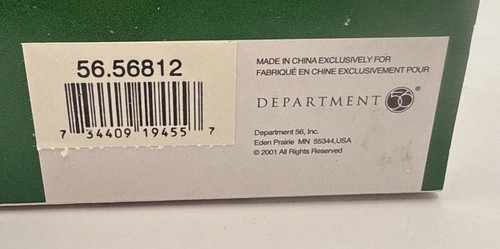 56.56812
7 34409 19455 7
MADE IN CHINA EXCLUSIVELY FOR
FABRIQUÉ EN CHINE EXCLUSIVEMENT POUR
DEPARTMENT 56 ®
Department 56, Inc.
Eden Prairie MN 55344, USA
© 2001 All Rights Reserved